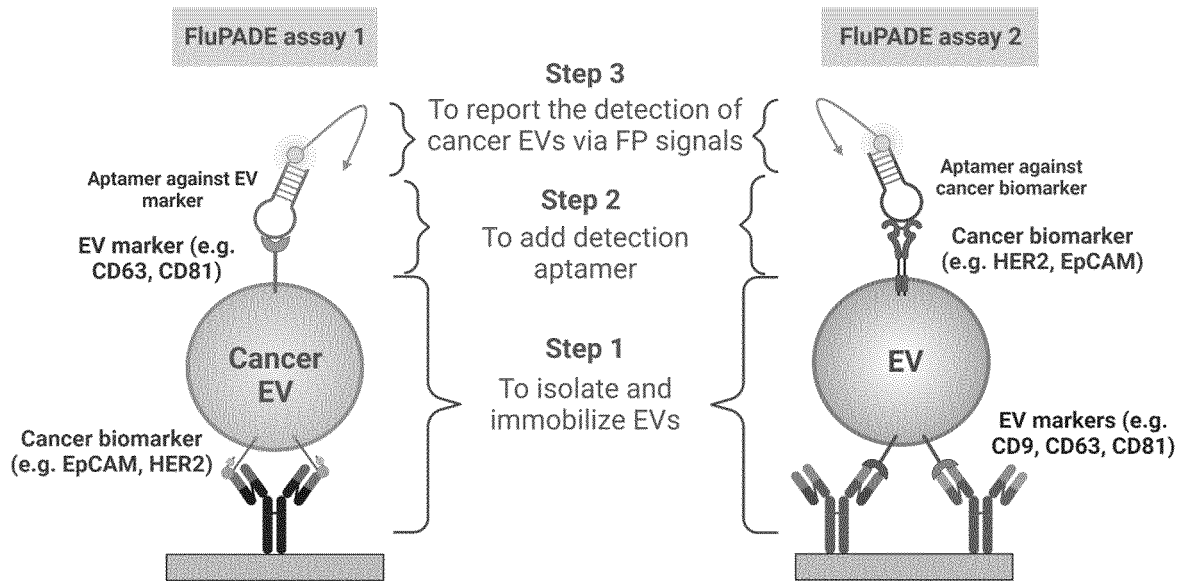 FluPADE assay 1
FluPADE assay 2
Step 3
To report the detection of
cancer EVs via FP signals
Aptamer against EV
marker
Aptamer against
cancer biomarker
Step 2
To add detection
aptamer
EV marker (e.g.
CD63, CD81)
Cancer biomarker
(e.g. HER2, EpCAM)
Cancer
EV
Step 1
To isolate and
immobilize EVs
EV
Cancer biomarker
(e.g. EpCAM, HER2)
EV markers (e.g.
CD9, CD63, CD81)